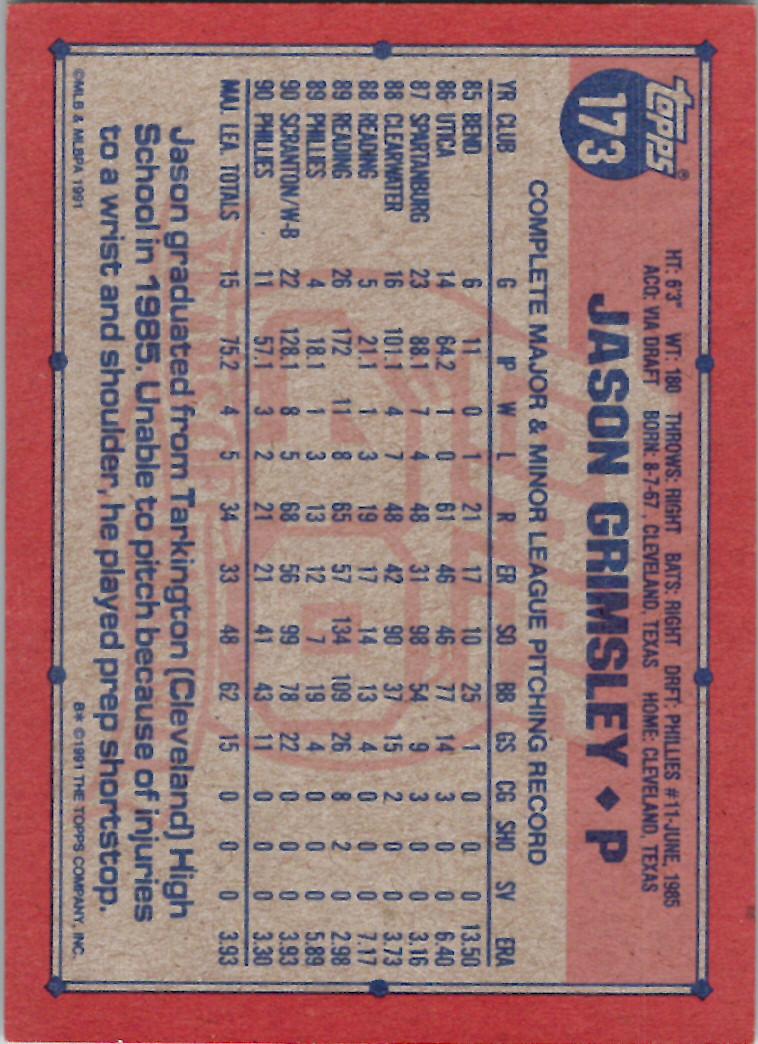 topps®
173
HT: 6'3" WT: 180 THROWS: RIGHT BATS: RIGHT DRFT: PHILLIES #11-JUNE, 1985
ACQ: VIA DRAFT BORN: 8-7-67, CLEVELAND, TEXAS HOME: CLEVELAND, TEXAS
JASON GRIMSLEY ◆ P
COMPLETE MAJOR & MINOR LEAGUE PITCHING RECORD
YR CLUB G IP W L R ER SO BB GS CG SHO SV ERA
85 BEND 6 11 0 1 21 17 10 25 1 0 0 0 13.50
86 UTICA 14 64.2 1 0 61 46 46 77 14 3 0 0 6.40
87 SPARTANBURG 23 88.1 7 4 48 31 98 54 9 3 0 0 3.16
88 CLEARWATER 16 101.1 4 7 48 42 90 37 15 2 0 0 3.73
88 READING 5 21.1 1 3 19 17 14 13 4 0 0 0 7.17
89 READING 26 172 11 8 65 57 134 109 26 8 2 0 2.98
89 PHILLIES 4 18.1 1 3 13 12 7 19 4 0 0 0 5.89
90 SCRANTON/W-B 22 128.1 8 5 68 56 99 78 22 0 0 0 3.93
90 PHILLIES 11 57.1 3 2 21 21 41 43 11 0 0 0 3.30
MAJ. LEA. TOTALS 15 75.2 4 5 34 33 48 62 15 0 0 0 3.93
Jason graduated from Tarkington (Cleveland) High
School in 1985. Unable to pitch because of injuries
to a wrist and shoulder, he played prep shortstop.
©MLB & MLBPA 1991
8* ©1991 THE TOPPS COMPANY, INC.